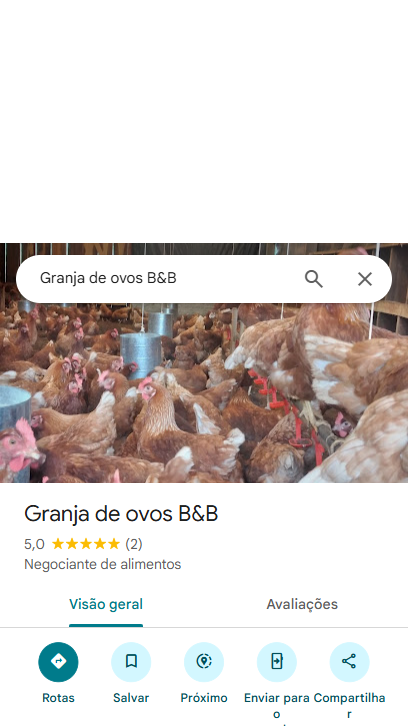 Granja de ovos B&B
Granja de ovos B&B
5,0 (2)
Negociante de alimentos
Visão geral Avaliações
Rotas Salvar Próximo Enviar para o Compartilhar